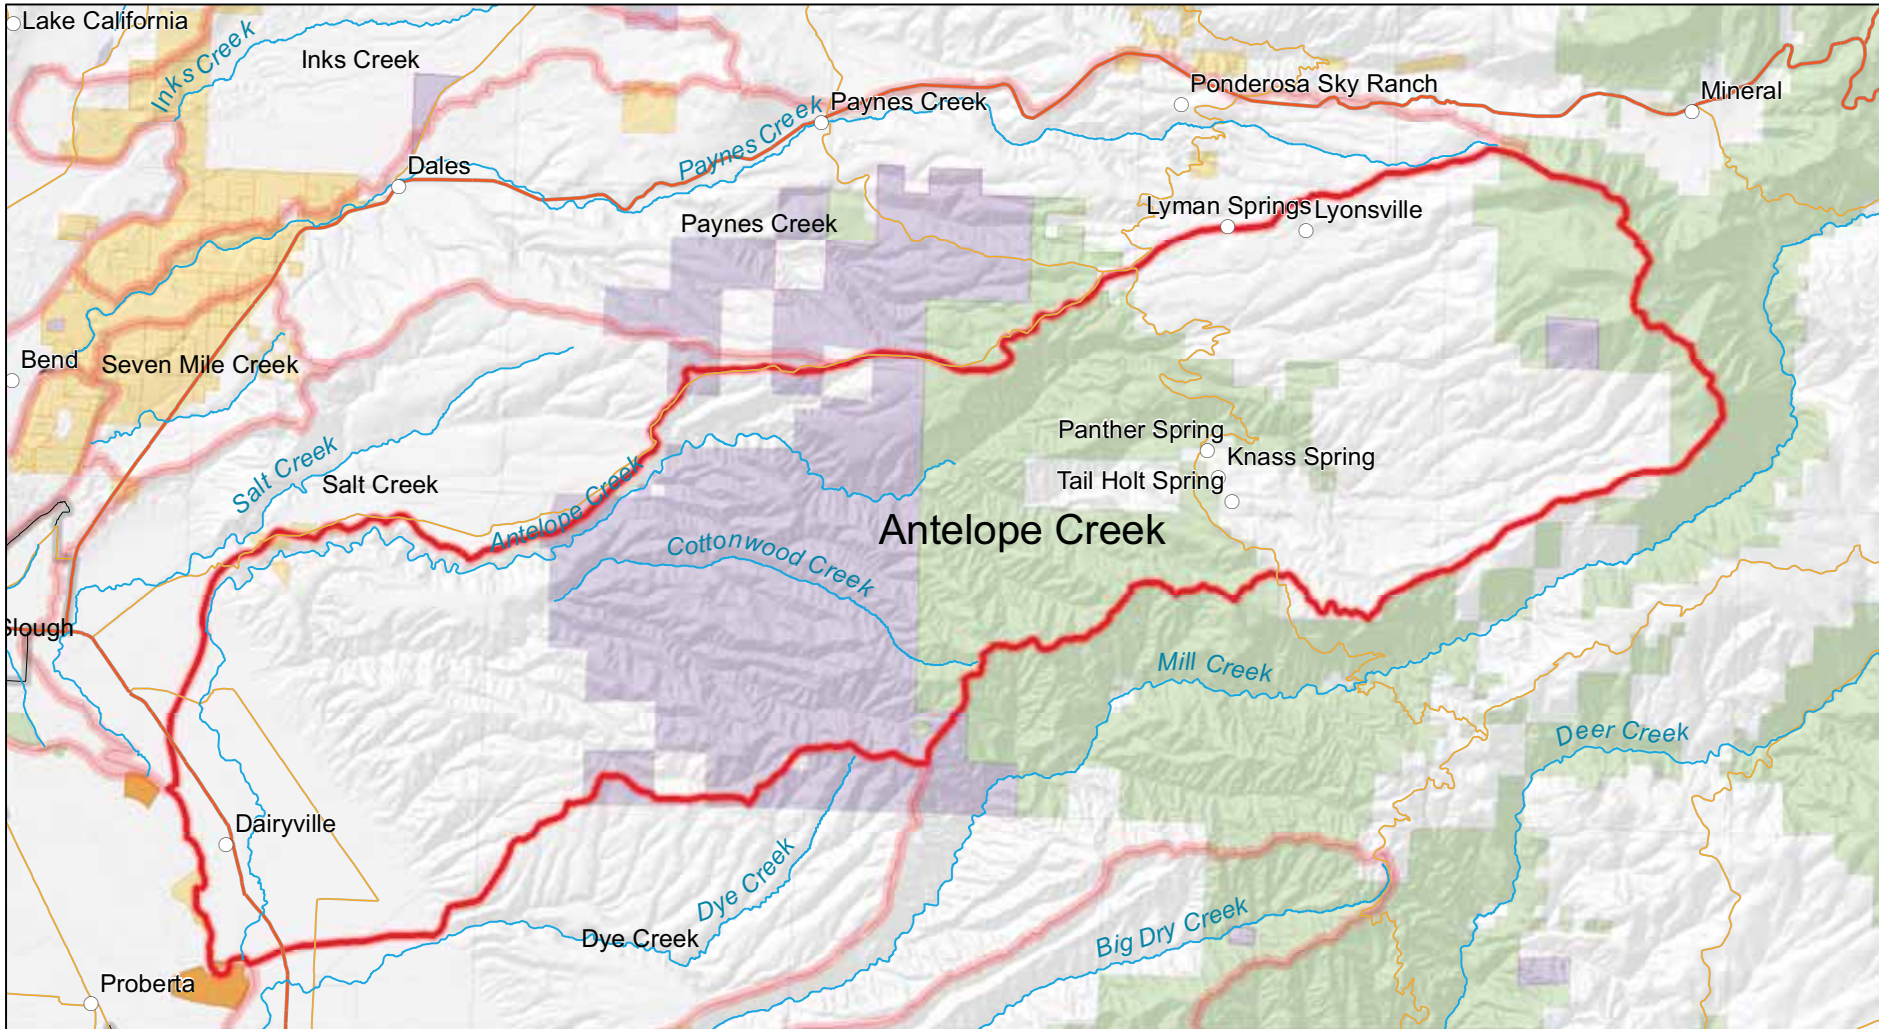 Lake California
Inks Creek
Inks Creek
Ponderosa Sky Ranch
Mineral
Paynes Creek
Paynes Creek
Dales
Paynes Creek
Lyman Springs
Lyonsville
Bend
Seven Mile Creek
Salt Creek
Salt Creek
Antelope Creek
Panther Spring
Knass Spring
Tail Holt Spring
Antelope Creek
Cottonwood Creek
Slough
Mill Creek
Deer Creek
Dairyville
Dye Creek
Dye Creek
Big Dry Creek
Proberta